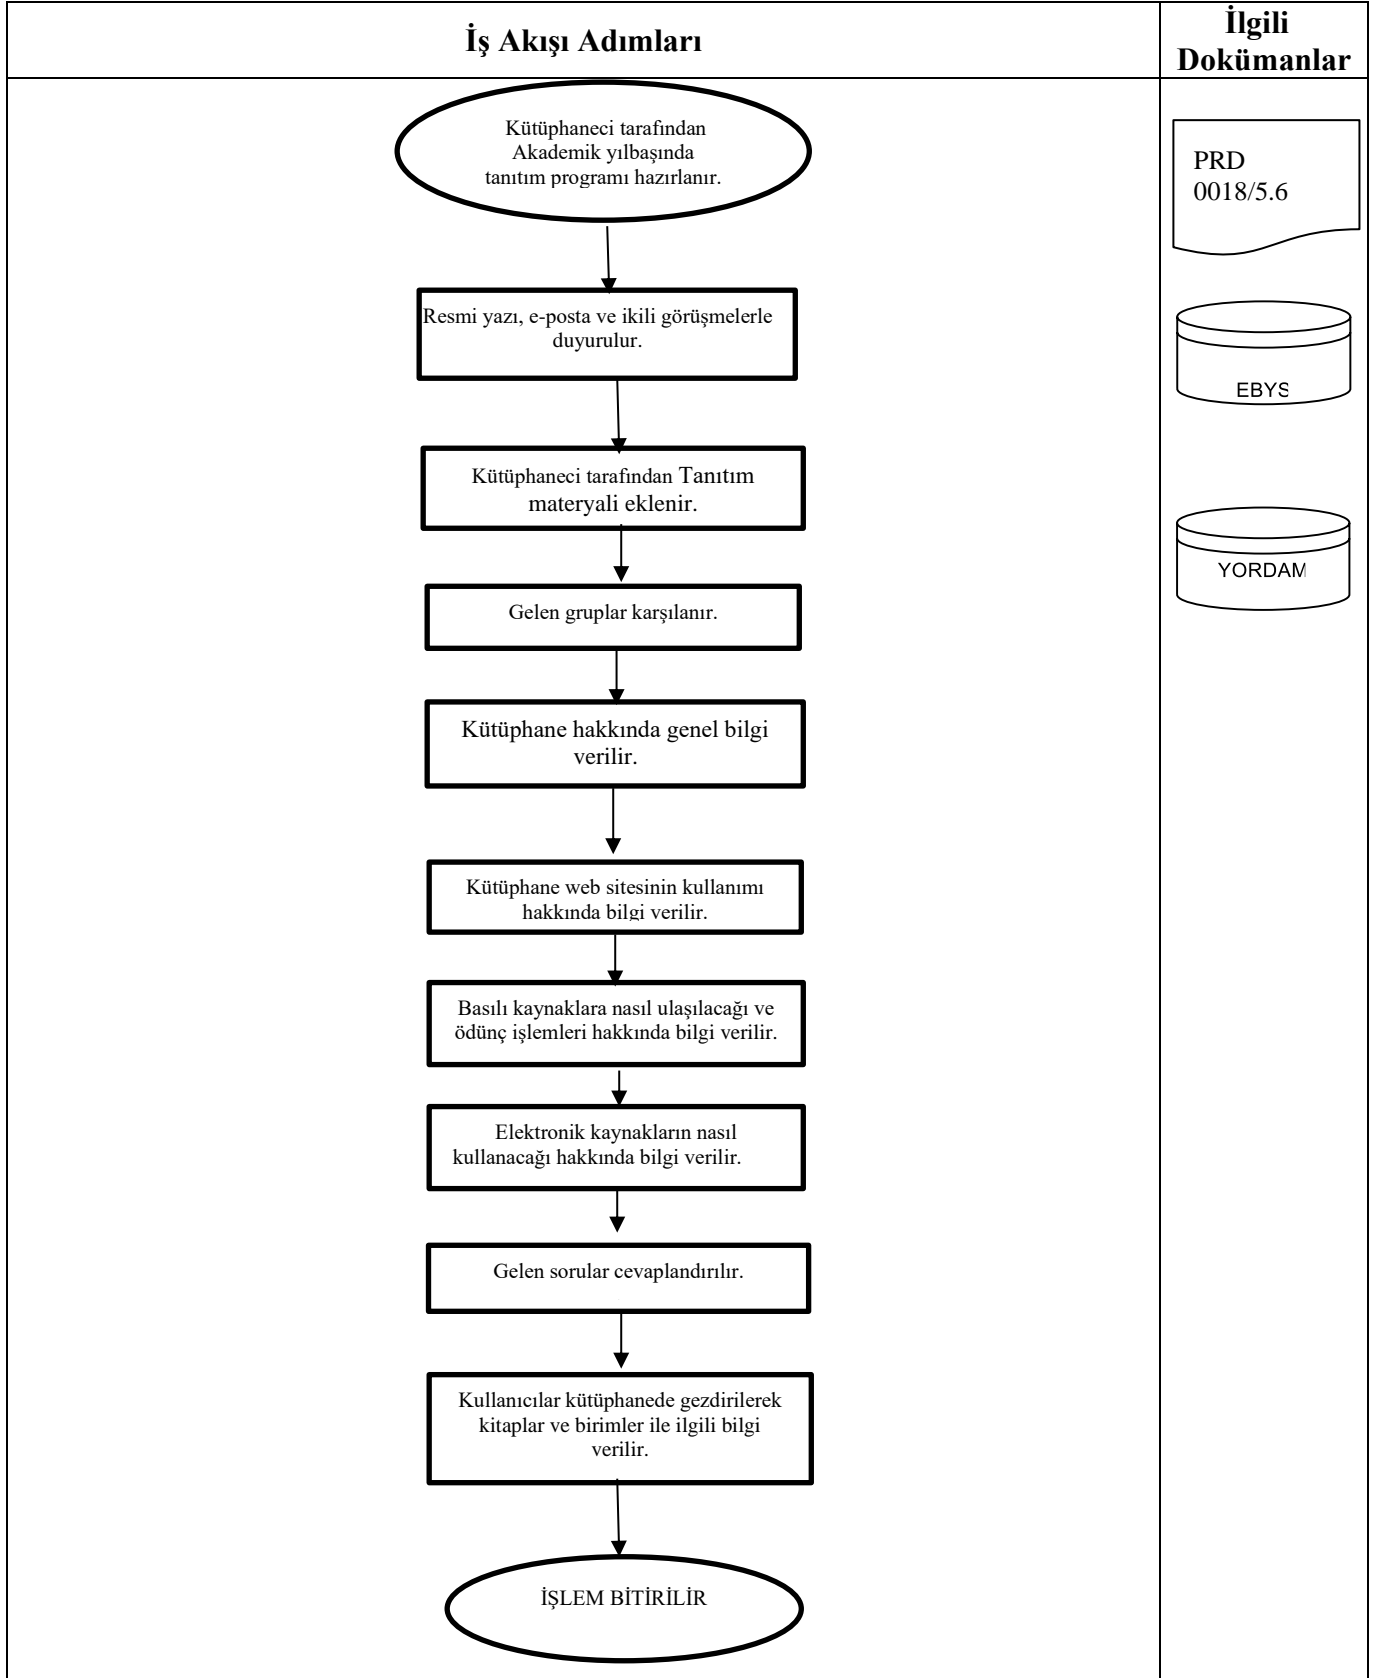 İş Akışı Adımları
İlgili
Dokümanlar
Kütüphaneci tarafından
Akademik yılbaşında
tanıtım programı hazırlanır.
PRD
0018/5.6
Resmi yazı, e-posta ve ikili görüşmelerle
duyurulur.
EBYS
Kütüphaneci tarafından Tanıtım
materyali eklenir.
YORDAM
Gelen gruplar karşılanır.
Kütüphane hakkında genel bilgi
verilir.
Kütüphane web sitesinin kullanımı
hakkında bilgi verilir.
Basılı kaynaklara nasıl ulaşılacağı ve
ödünç işlemleri hakkında bilgi verilir.
Elektronik kaynakların nasıl
kullanacağı hakkında bilgi verilir.
Gelen sorular cevaplandırılır.
Kullanıcılar kütüphanede gezdirilerek
kitaplar ve birimler ile ilgili bilgi
verilir.
İŞLEM BİTİRİLİR